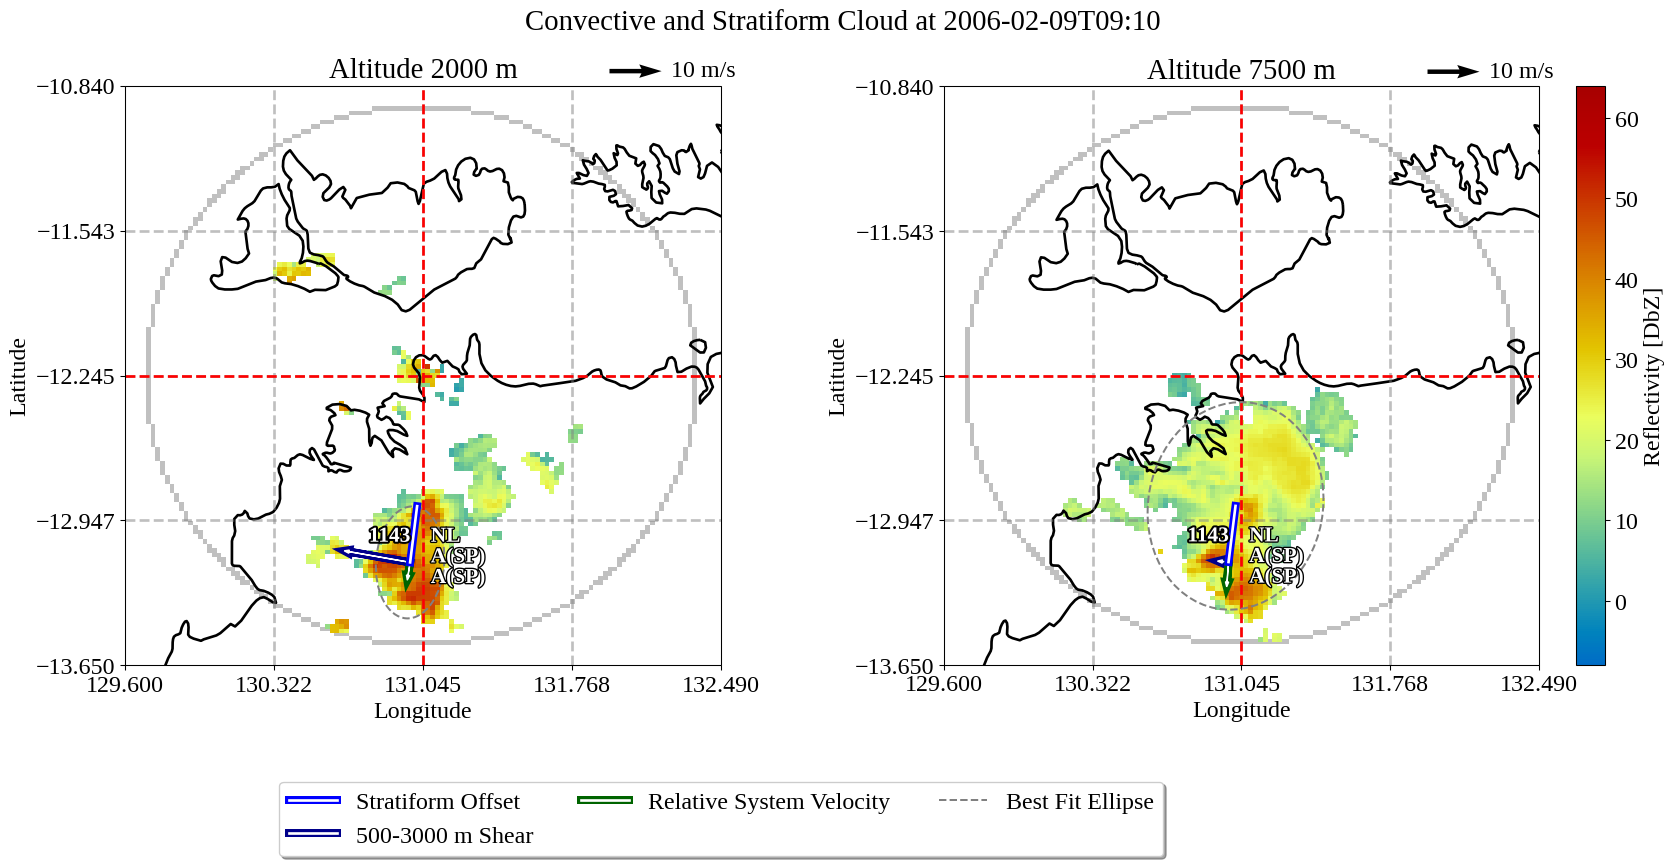 Convective and Stratiform Cloud at 2006-02-09T09:10
Altitude 2000 m
10 m/s
−10.840
−11.543
−12.245
−12.947
−13.650
129.600
130.322
131.045
131.768
132.490
Latitude
Longitude
1143
NL
A(SP)
A(SP)
Altitude 7500 m
10 m/s
−10.840
−11.543
−12.245
−12.947
−13.650
129.600
130.322
131.045
131.768
132.490
Latitude
Longitude
1143
NL
A(SP)
A(SP)
60
50
40
30
20
10
0
Reflectivity [DbZ]
Stratiform Offset
500-3000 m Shear
Relative System Velocity
Best Fit Ellipse